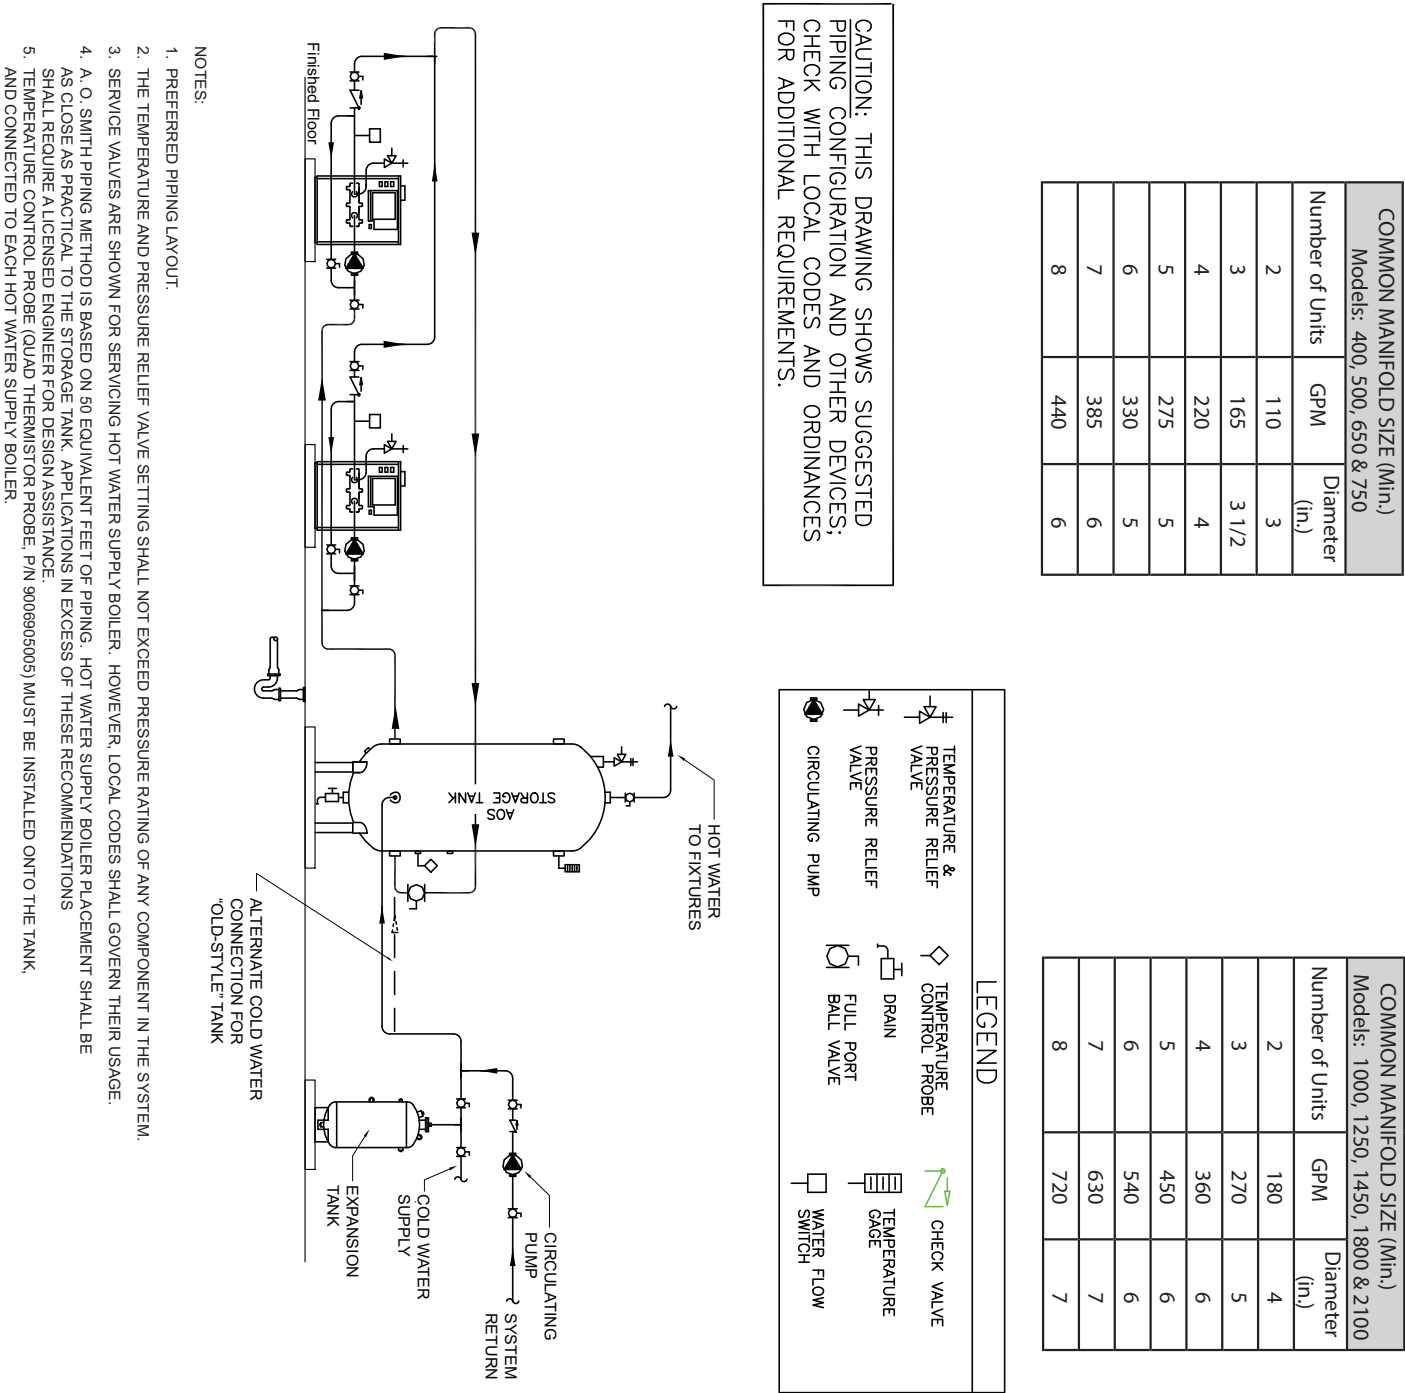 COMMON MANIFOLD SIZE (Min.)
Models: 400, 500, 650 & 750
Number of Units GPM Diameter (in.)
2 110 3
3 165 3 1/2
4 220 4
5 275 5
6 330 5
7 385 6
8 440 6
COMMON MANIFOLD SIZE (Min.)
Models: 1000, 1250, 1450, 1800 & 2100
Number of Units GPM Diameter (in.)
2 180 4
3 270 5
4 360 6
5 450 6
6 540 6
7 630 7
8 720 7
CAUTION: THIS DRAWING SHOWS SUGGESTED
PIPING CONFIGURATION AND OTHER DEVICES;
CHECK WITH LOCAL CODES AND ORDINANCES
FOR ADDITIONAL REQUIREMENTS.
LEGEND
TEMPERATURE &
PRESSURE RELIEF
VALVE
PRESSURE RELIEF
VALVE
CIRCULATING PUMP
TEMPERATURE
CONTROL PROBE
DRAIN
FULL PORT
BALL VALVE
CHECK VALVE
TEMPERATURE
GAGE
WATER FLOW
SWITCH
HOT WATER
TO FIXTURES
AOS
STORAGE TANK
CIRCULATING
PUMP
SYSTEM
RETURN
COLD WATER
SUPPLY
EXPANSION
TANK
ALTERNATE COLD WATER
CONNECTION FOR
"OLD-STYLE" TANK
Finished Floor
NOTES:
1. PREFERRED PIPING LAYOUT.
2. THE TEMPERATURE AND PRESSURE RELIEF VALVE SETTING SHALL NOT EXCEED PRESSURE RATING OF ANY COMPONENT IN THE SYSTEM.
3. SERVICE VALVES ARE SHOWN FOR SERVICING HOT WATER SUPPLY BOILER. HOWEVER, LOCAL CODES SHALL GOVERN THEIR USAGE.
4. A. O. SMITH PIPING METHOD IS BASED ON 50 EQUIVALENT FEET OF PIPING. HOT WATER SUPPLY BOILER PLACEMENT SHALL BE
AS CLOSE AS PRACTICAL TO THE STORAGE TANK. APPLICATIONS IN EXCESS OF THESE RECOMMENDATIONS
SHALL REQUIRE A LICENSED ENGINEER FOR DESIGN ASSISTANCE.
5. TEMPERATURE CONTROL PROBE (QUAD THERMISTOR PROBE, P/N 9006905005) MUST BE INSTALLED ONTO THE TANK,
AND CONNECTED TO EACH HOT WATER SUPPLY BOILER.